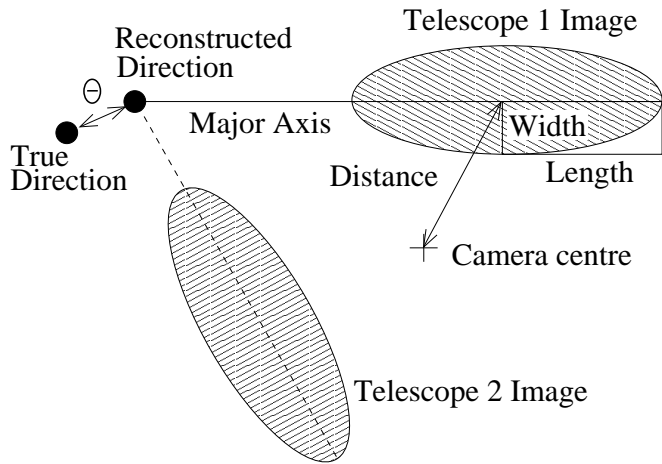 Telescope 1 Image
Reconstructed
Direction
Θ
Major Axis
Width
True
Direction
Distance
Length
Camera centre
Telescope 2 Image